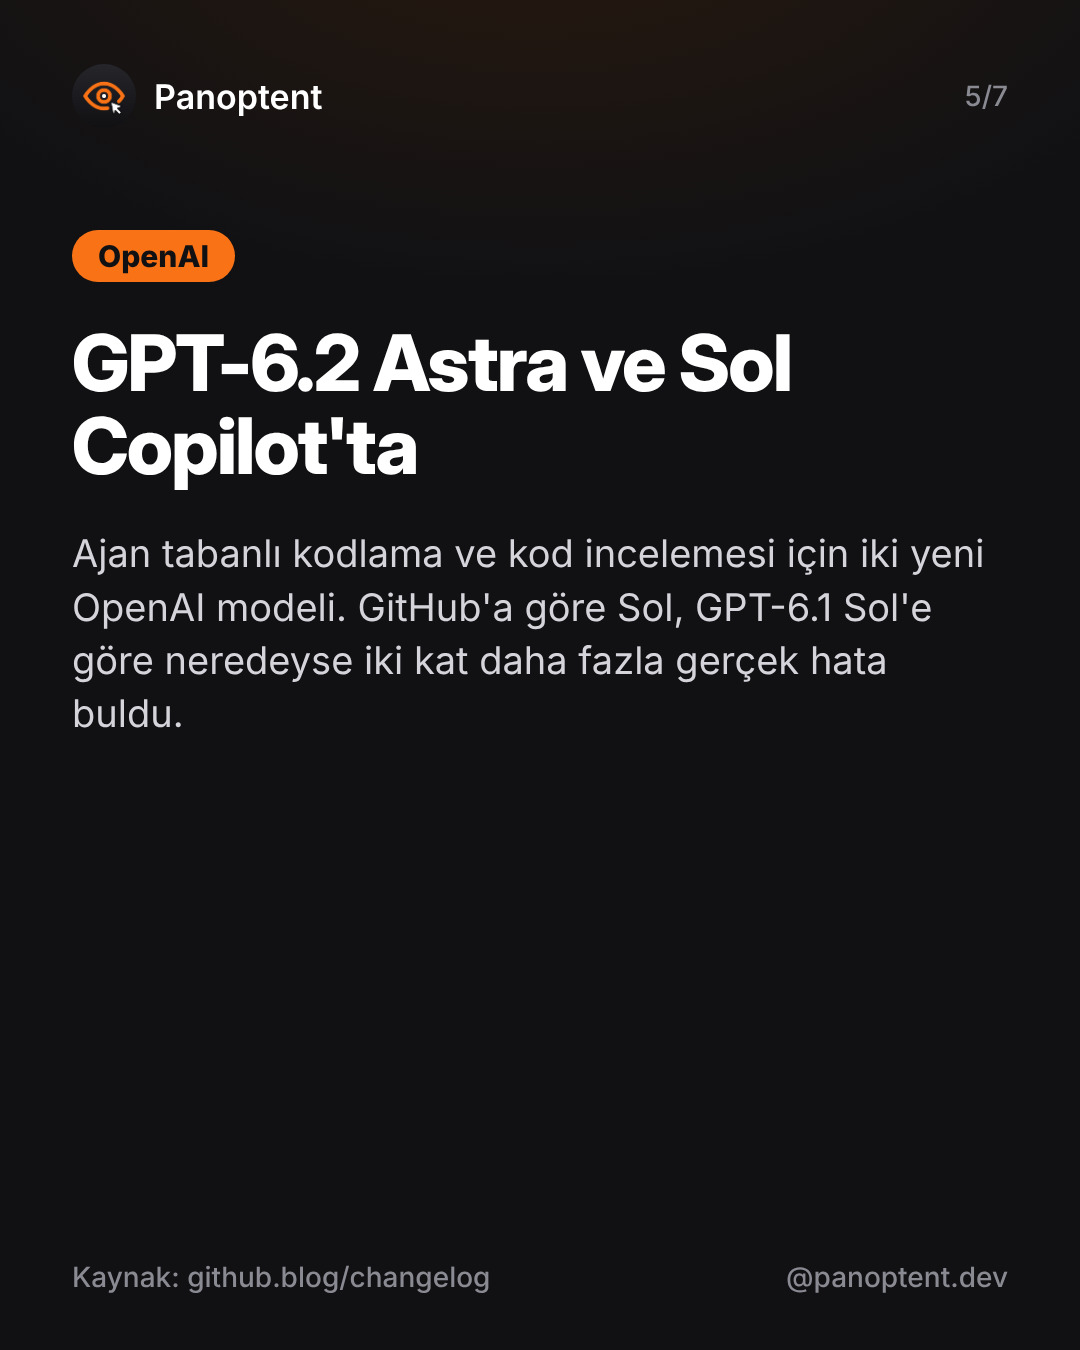 Panoptent
5/7
OpenAI
GPT-6.2 Astra ve Sol
Copilot'ta
Ajan tabanlı kodlama ve kod incelemesi için iki yeni
OpenAI modeli. GitHub'a göre Sol, GPT-6.1 Sol'e
göre neredeyse iki kat daha fazla gerçek hata
buldu.
Kaynak: github.blog/changelog
@panoptent.dev